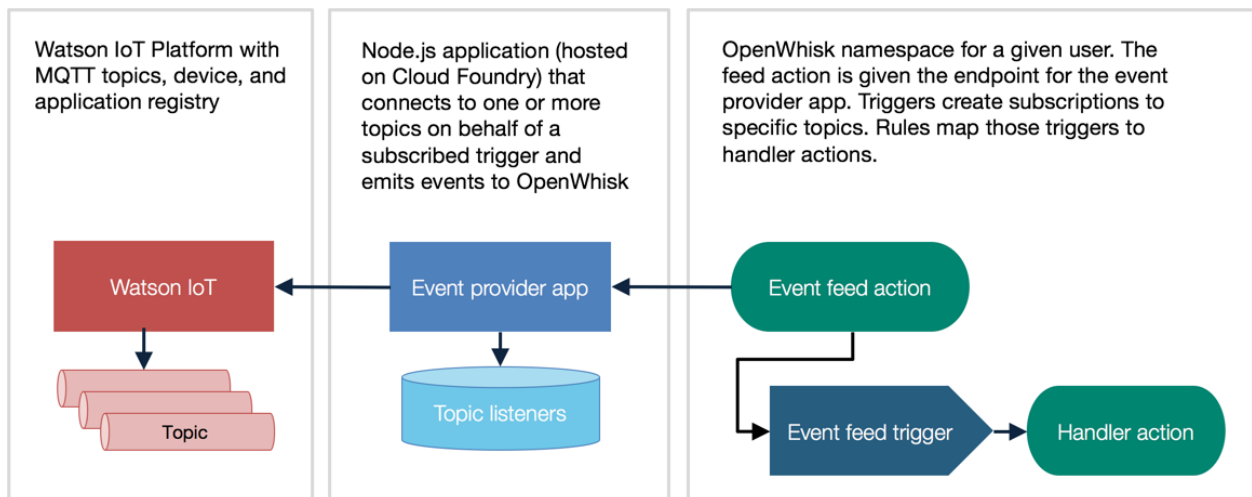 Watson IoT Platform with
MQTT topics, device, and
application registry
Node.js application (hosted
on Cloud Foundry) that
connects to one or more
topics on behalf of a
subscribed trigger and
emits events to OpenWhisk
OpenWhisk namespace for a given user. The
feed action is given the endpoint for the event
provider app. Triggers create subscriptions to
specific topics. Rules map those triggers to
handler actions.
Watson IoT
Event provider app
Event feed action
Topic
Topic listeners
Event feed trigger
Handler action